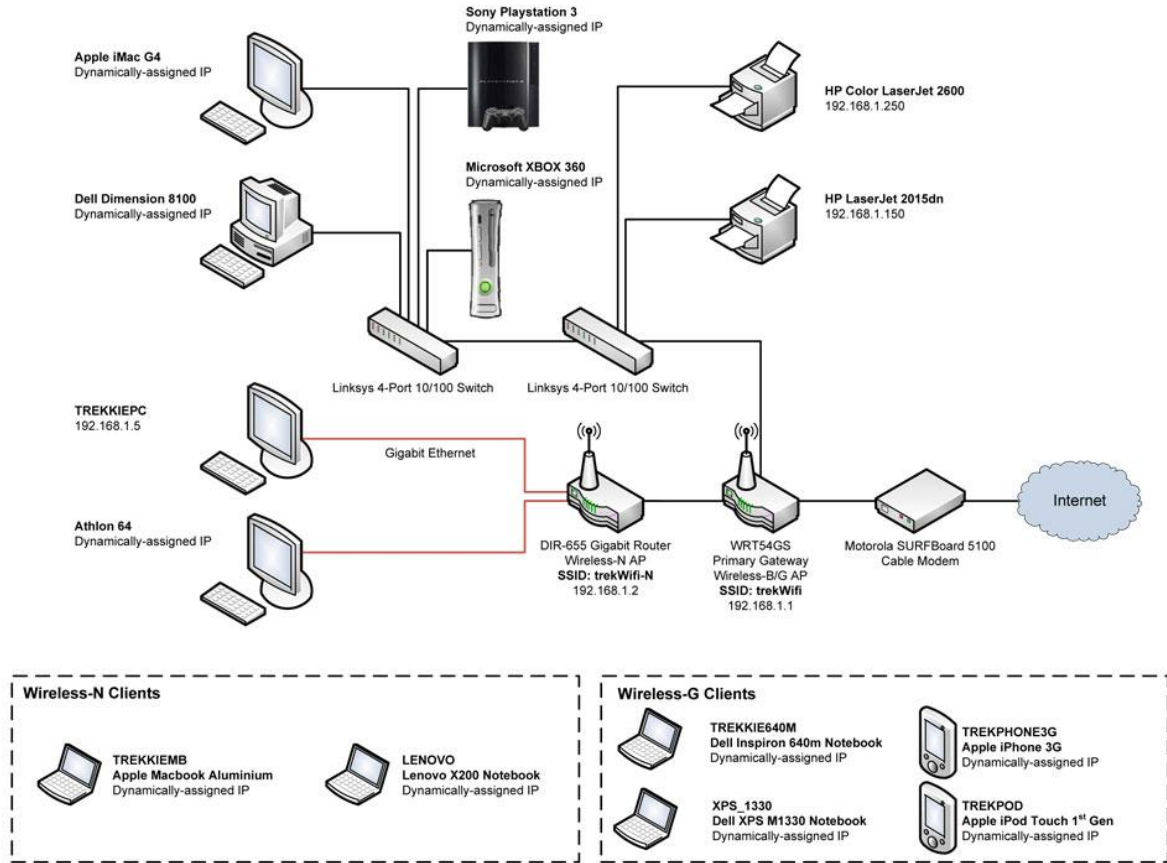 Sony Playstation 3
Dynamically-assigned IP
Apple iMac G4
Dynamically-assigned IP
HP Color LaserJet 2600
192.168.1.250
Microsoft XBOX 360
Dynamically-assigned IP
Dell Dimension 8100
Dynamically-assigned IP
HP LaserJet 2015dn
192.168.1.150
Linksys 4-Port 10/100 Switch
Linksys 4-Port 10/100 Switch
TREKKIEPC
192.168.1.5
Gigabit Ethernet
Internet
Athlon 64
Dynamically-assigned IP
DIR-655 Gigabit Router
Wireless-N AP
SSID: trekWifi-N
192.168.1.2
WRT54GS
Primary Gateway
Wireless-B/G AP
SSID: trekWifi
192.168.1.1
Motorola SURFBoard 5100
Cable Modem
Wireless-N Clients
TREKKIEMB
Apple Macbook Aluminium
Dynamically-assigned IP
LENOVO
Lenovo X200 Notebook
Dynamically-assigned IP
Wireless-G Clients
TREKKIE640M
Dell Inspiron 640m Notebook
Dynamically-assigned IP
TREKPHONE3G
Apple iPhone 3G
Dynamically-assigned IP
XPS_1330
Dell XPS M1330 Notebook
Dynamically-assigned IP
TREKPOD
Apple iPod Touch 1st Gen
Dynamically-assigned IP